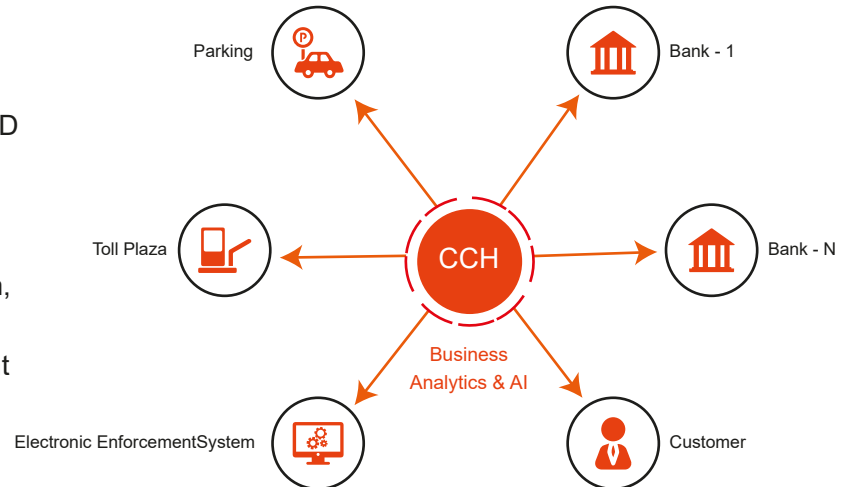 Parking
P
Bank - 1
D
Toll Plaza
CCH
Bank - N
,
t
Business
Analytics & AI
Electronic EnforcementSystem
Customer